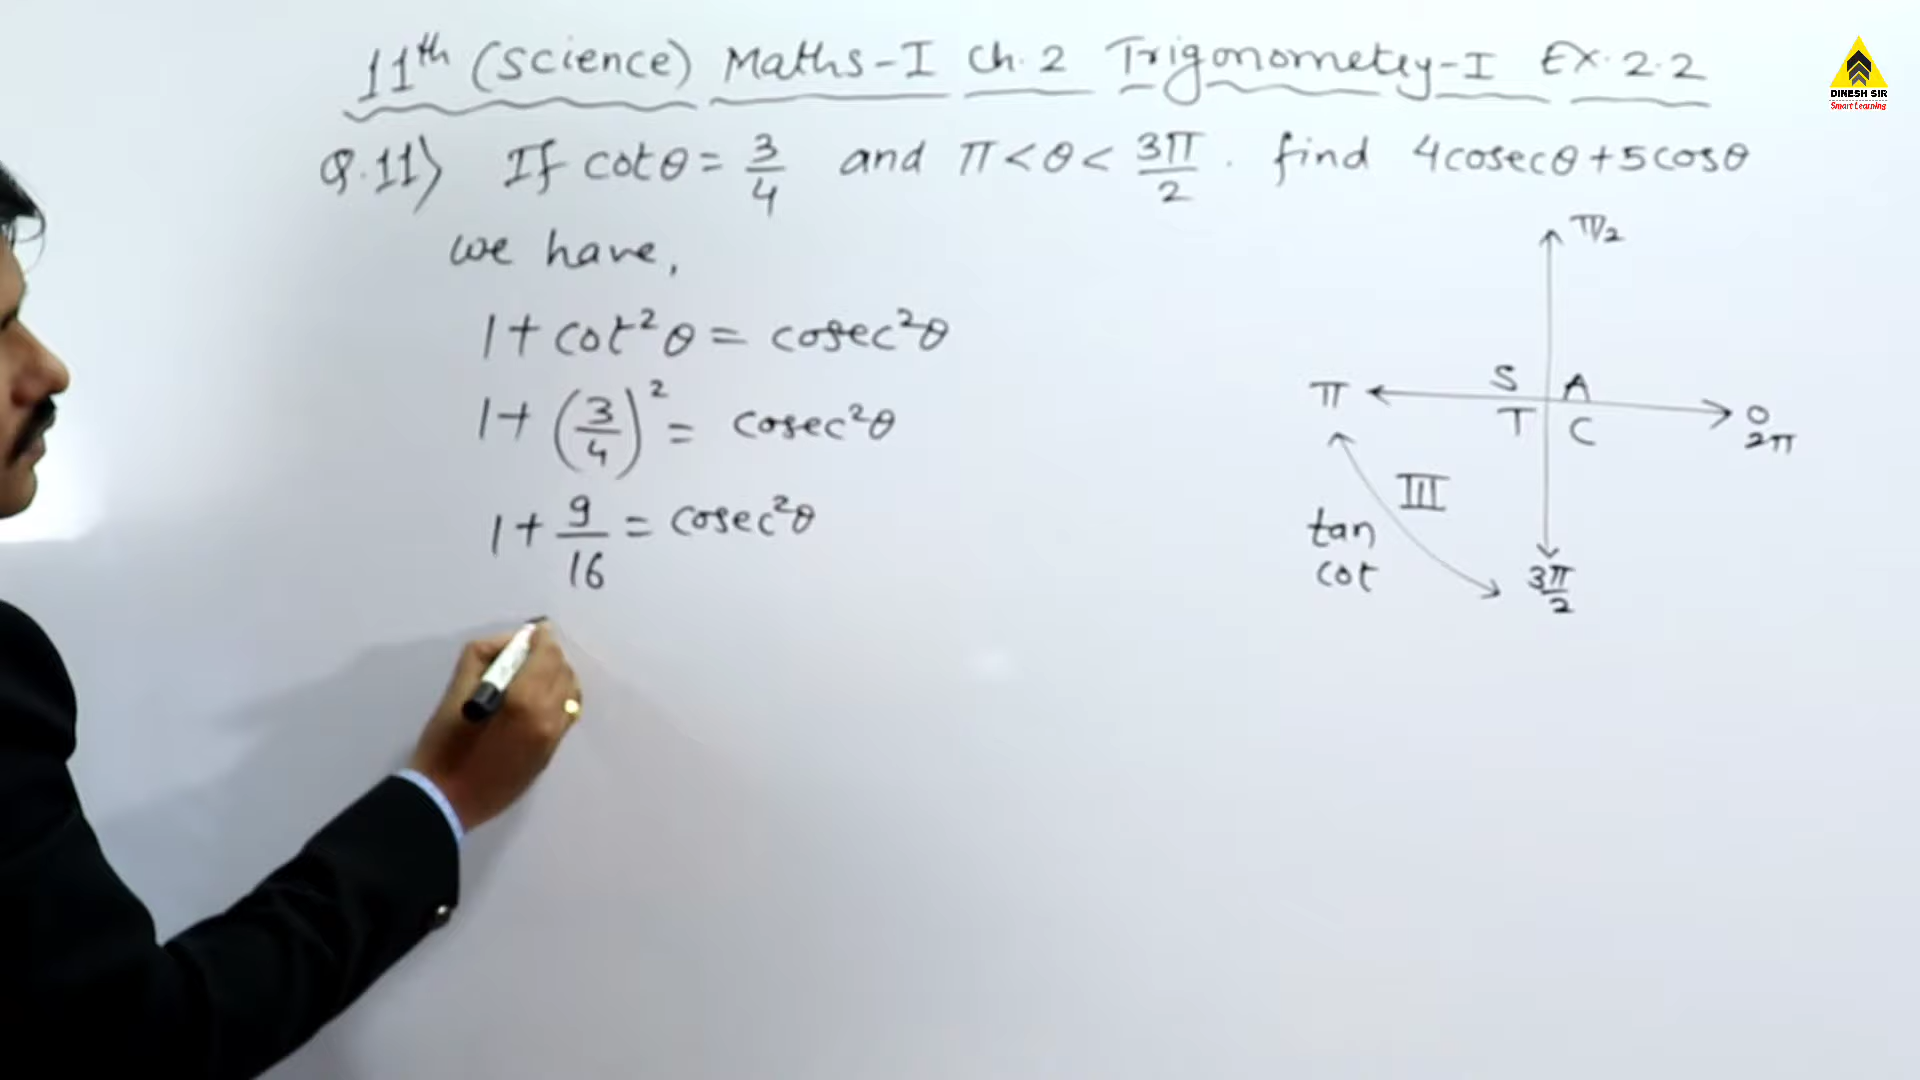 11th (Science) Maths-I Ch.2 Trigonometry-I Ex.2.2
DINESH SIR
Smart Learning
Q.11) If cotθ = 3/4 and π<θ< 3π/2 . find 4cosecθ+5cosθ
we have,
1+cot²θ = cosec²θ
1+ (3/4)² = cosec²θ
1+ 9/16 = cosec²θ
π/2
S A
π
0
2π
T C
III
tan
cot
3π/2